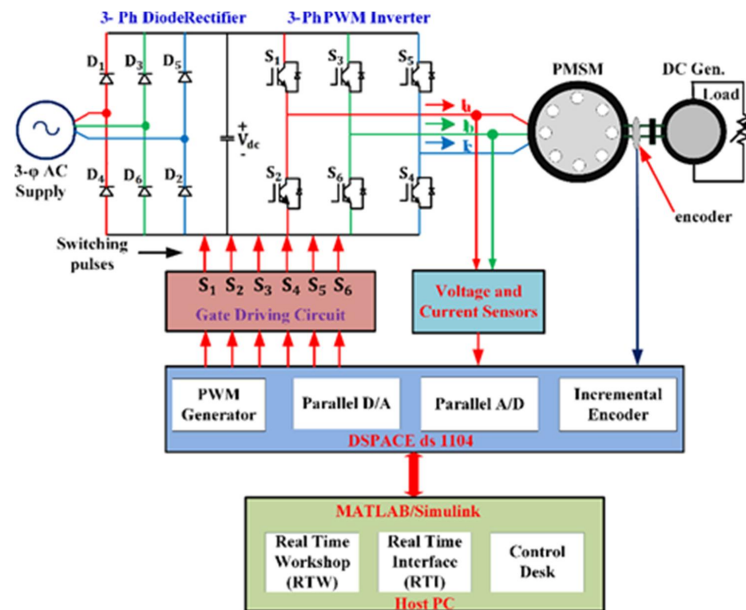 3- Ph DiodeRectifier
3-PhPWM Inverter
D₁
D₃
D₅
S₁
S₃
S₅
PMSM
DC Gen.
Load
Iₐ
I_b
I_c
+
V_dc
-
3-φ AC
Supply
D₄
D₆
D₂
S₂
S₆
S₄
encoder
Switching
pulses
S₁ S₂ S₃ S₄ S₅ S₆
Gate Driving Circuit
Voltage and
Current Sensors
PWM
Generator
Parallel D/A
Parallel A/D
Incremental
Encoder
DSPACE ds 1104
MATLAB/Simulink
Real Time
Workshop
(RTW)
Real Time
Interface
(RTI)
Control
Desk
Host PC